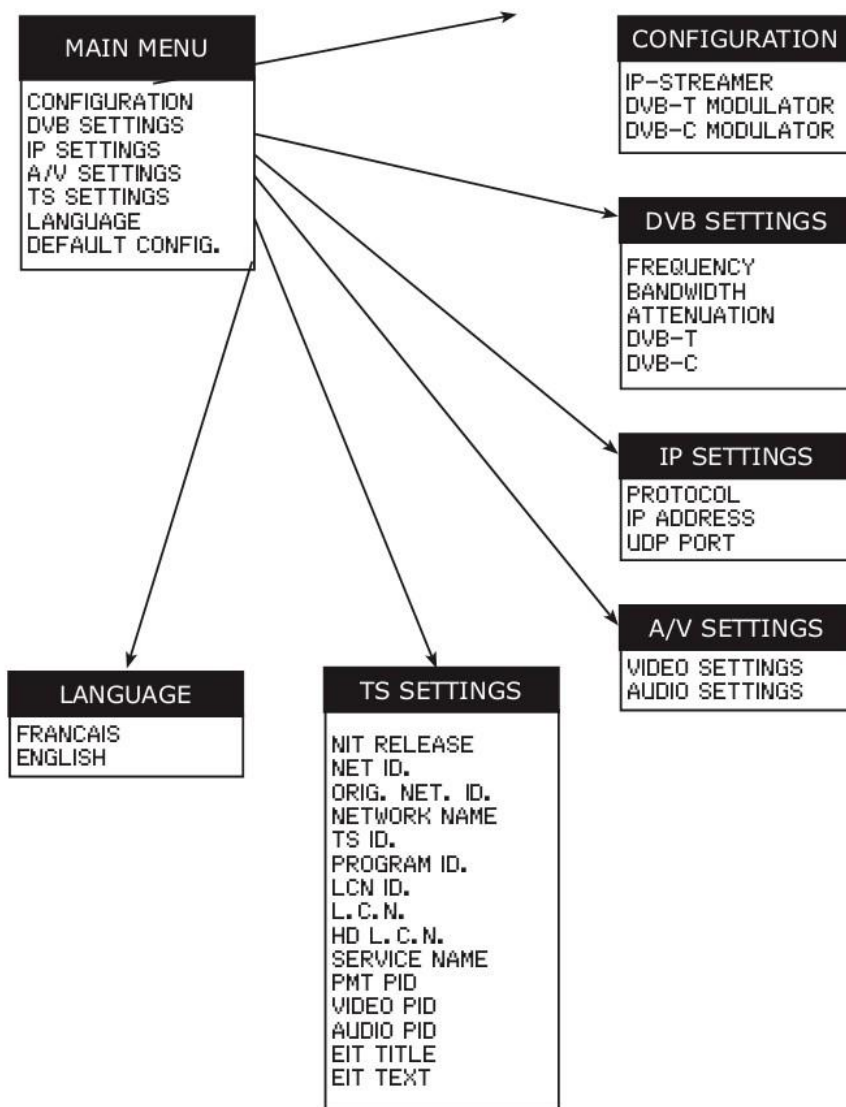 MAIN MENU
CONFIGURATION
DVB SETTINGS
IP SETTINGS
A/V SETTINGS
TS SETTINGS
LANGUAGE
DEFAULT CONFIG.
CONFIGURATION
IP-STREAMER
DVB-T MODULATOR
DVB-C MODULATOR
DVB SETTINGS
FREQUENCY
BANDWIDTH
ATTENUATION
DVB-T
DVB-C
IP SETTINGS
PROTOCOL
IP ADDRESS
UDP PORT
A/V SETTINGS
VIDEO SETTINGS
AUDIO SETTINGS
LANGUAGE
FRANCAIS
ENGLISH
TS SETTINGS
NIT RELEASE
NET ID.
ORIG. NET. ID.
NETWORK NAME
TS ID.
PROGRAM ID.
LCN ID.
L.C.N.
HD L.C.N.
SERVICE NAME
PMT PID
VIDEO PID
AUDIO PID
EIT TITLE
EIT TEXT